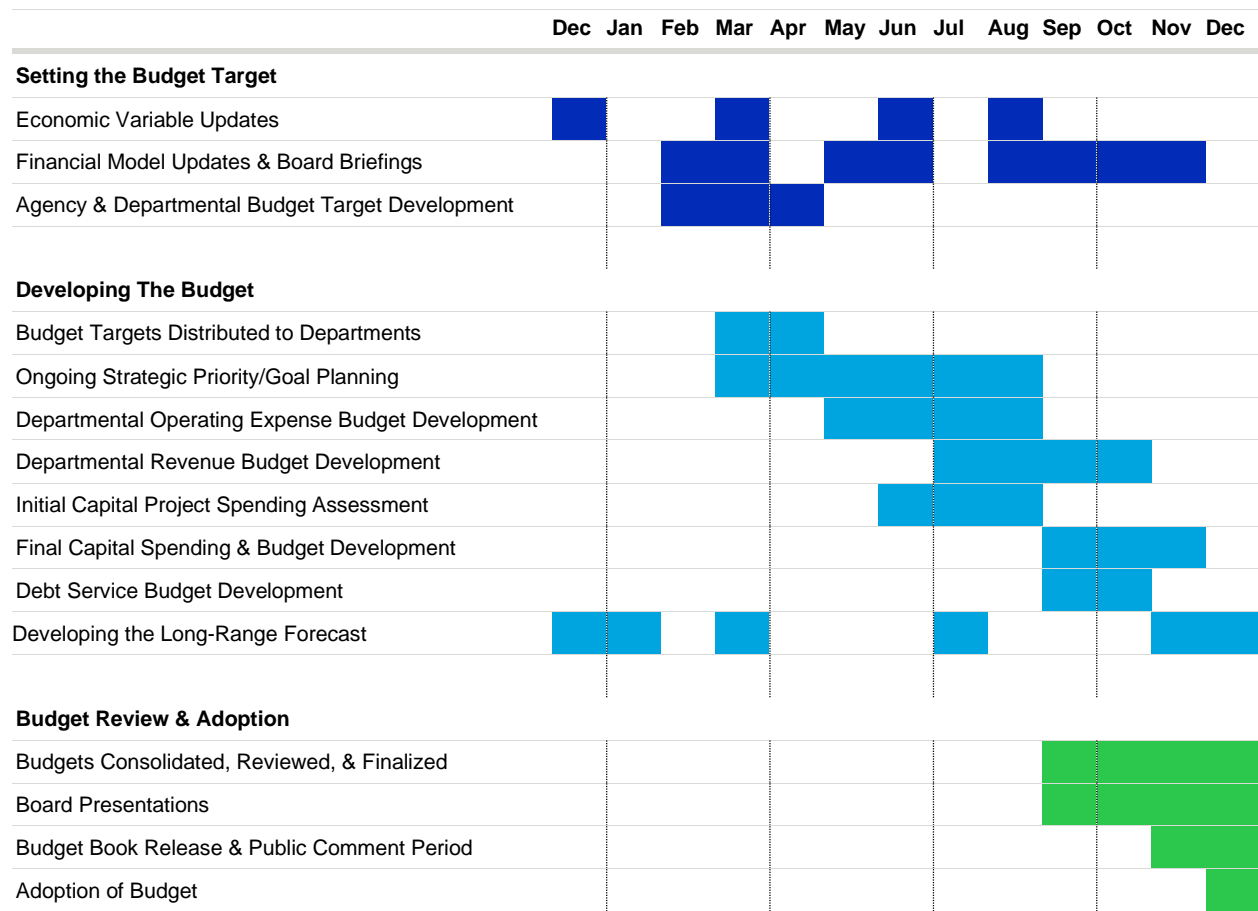 Dec Jan Feb Mar Apr May Jun Jul Aug Sep Oct Nov Dec
Setting the Budget Target
Economic Variable Updates
Financial Model Updates & Board Briefings
Agency & Departmental Budget Target Development
Developing The Budget
Budget Targets Distributed to Departments
Ongoing Strategic Priority/Goal Planning
Departmental Operating Expense Budget Development
Departmental Revenue Budget Development
Initial Capital Project Spending Assessment
Final Capital Spending & Budget Development
Debt Service Budget Development
Developing the Long-Range Forecast
Budget Review & Adoption
Budgets Consolidated, Reviewed, & Finalized
Board Presentations
Budget Book Release & Public Comment Period
Adoption of Budget